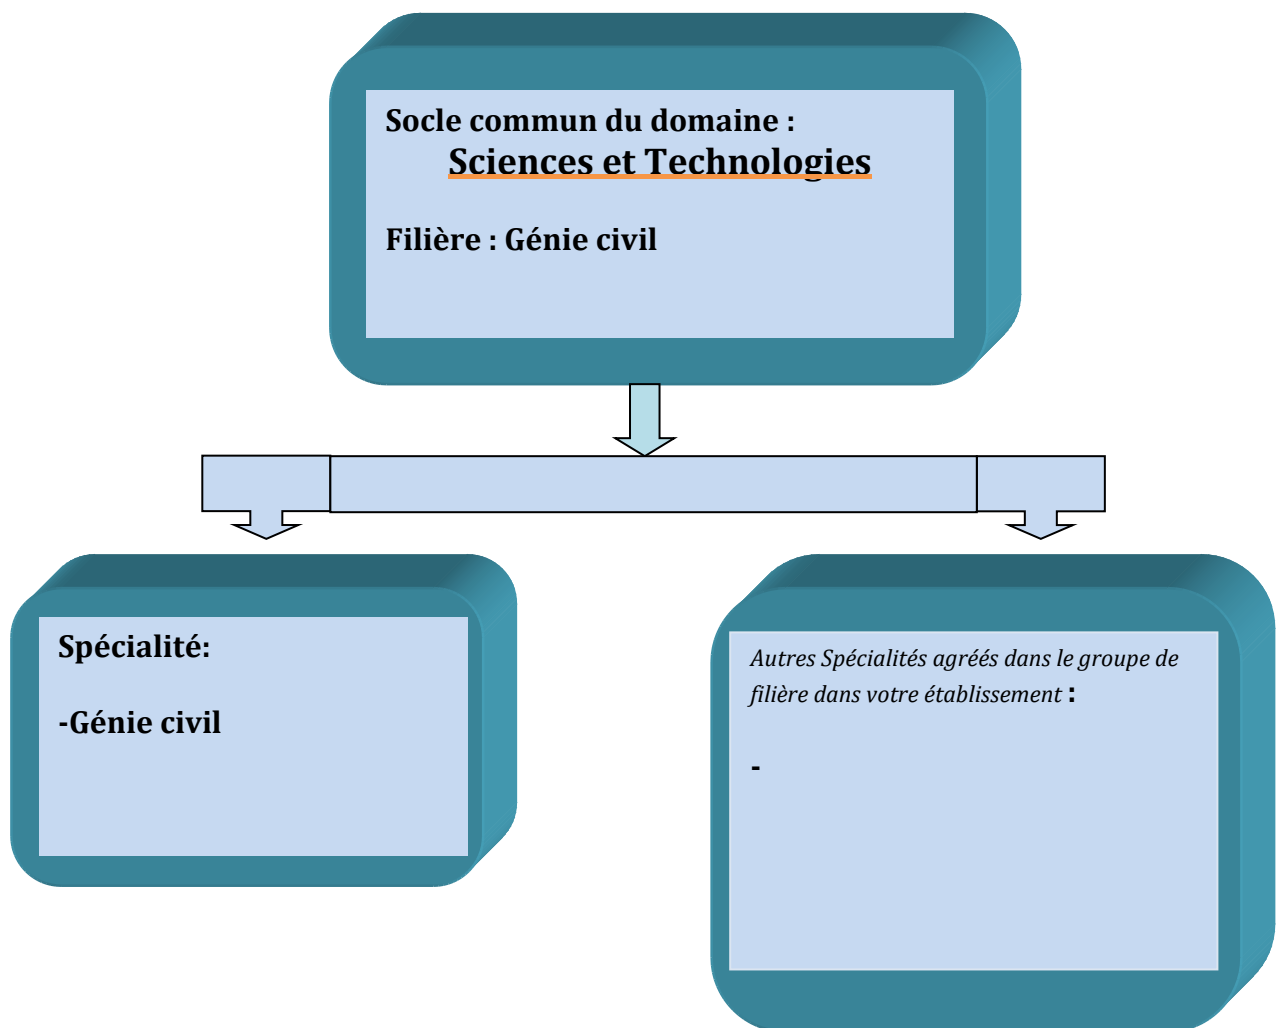 Socle commun du domaine :
Sciences et Technologies
Filière : Génie civil
Spécialité:
-Génie civil
Autres Spécialités agréés dans le groupe de
filière dans votre établissement :
-